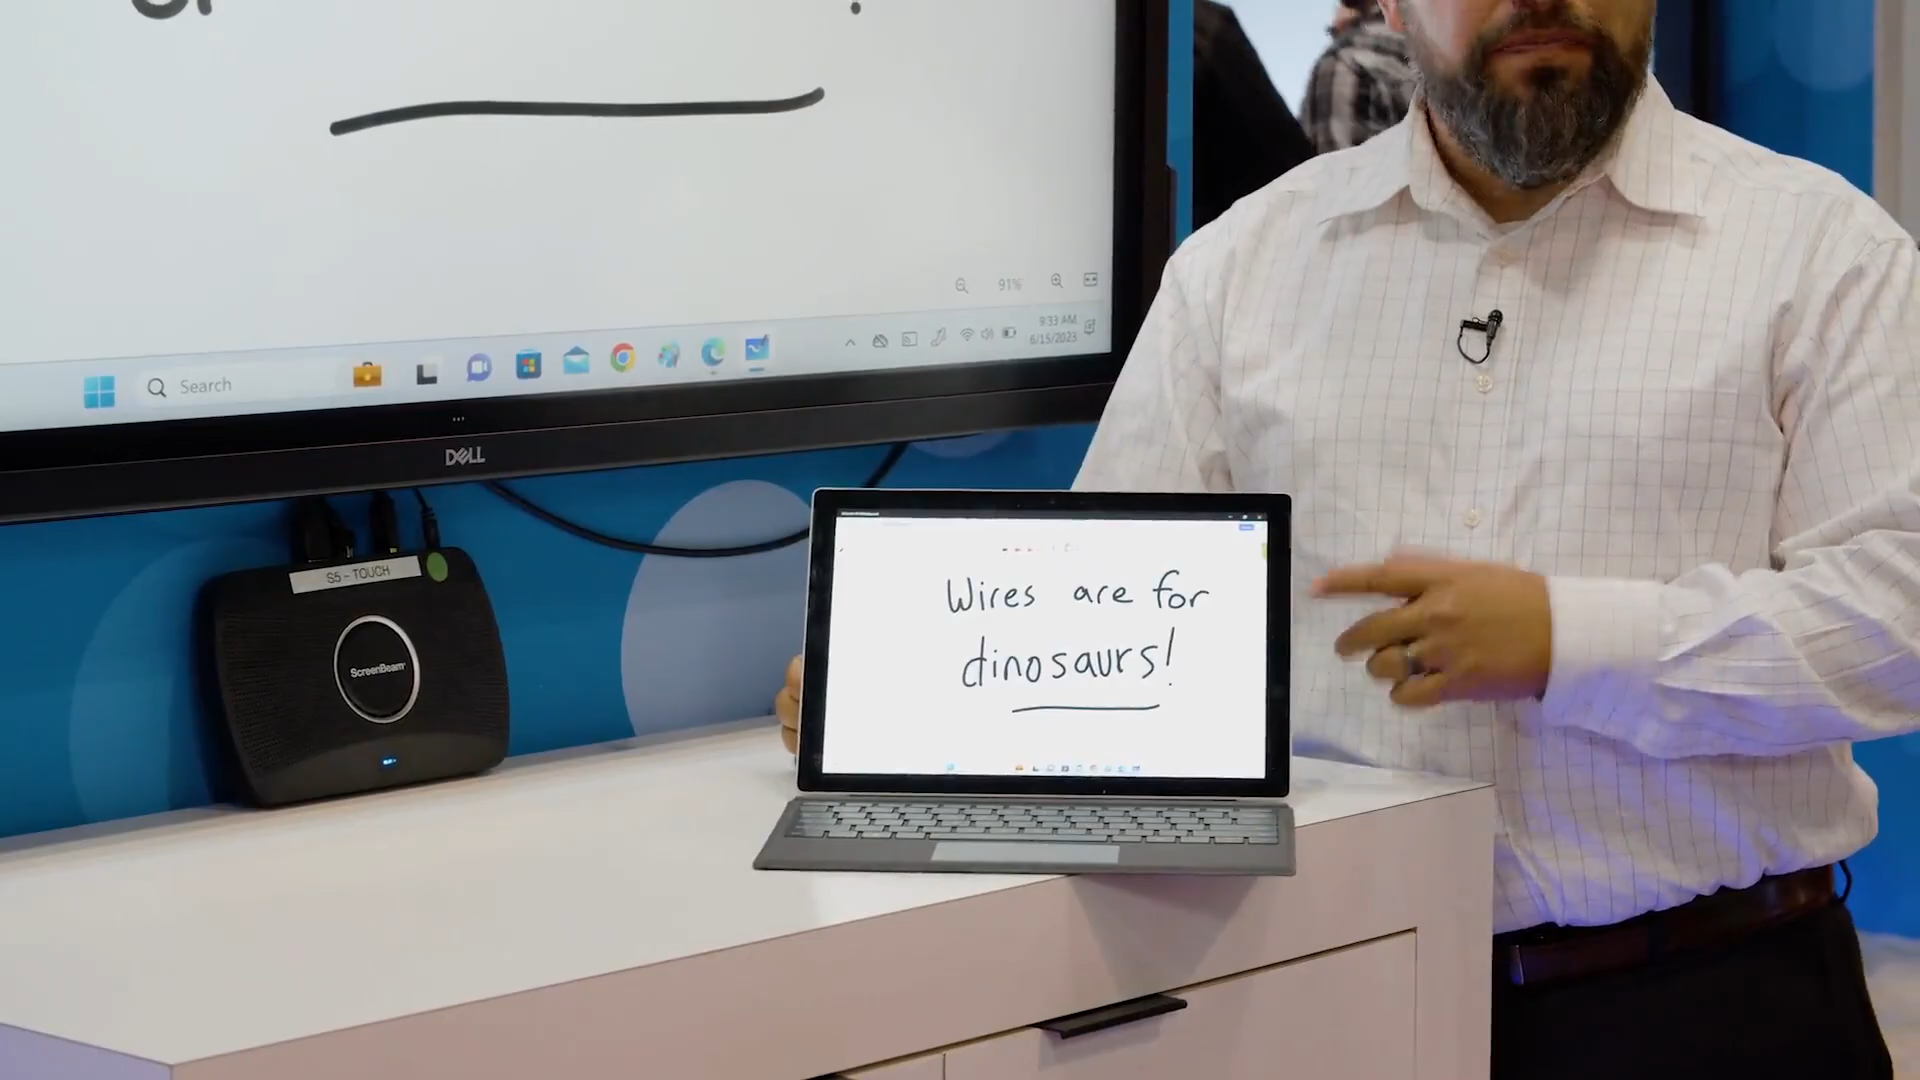 91%
9:33 AM
6/15/2023
Search
DELL
S5 - TOUCH
ScreenBeam
Wires are for
dinosaurs!